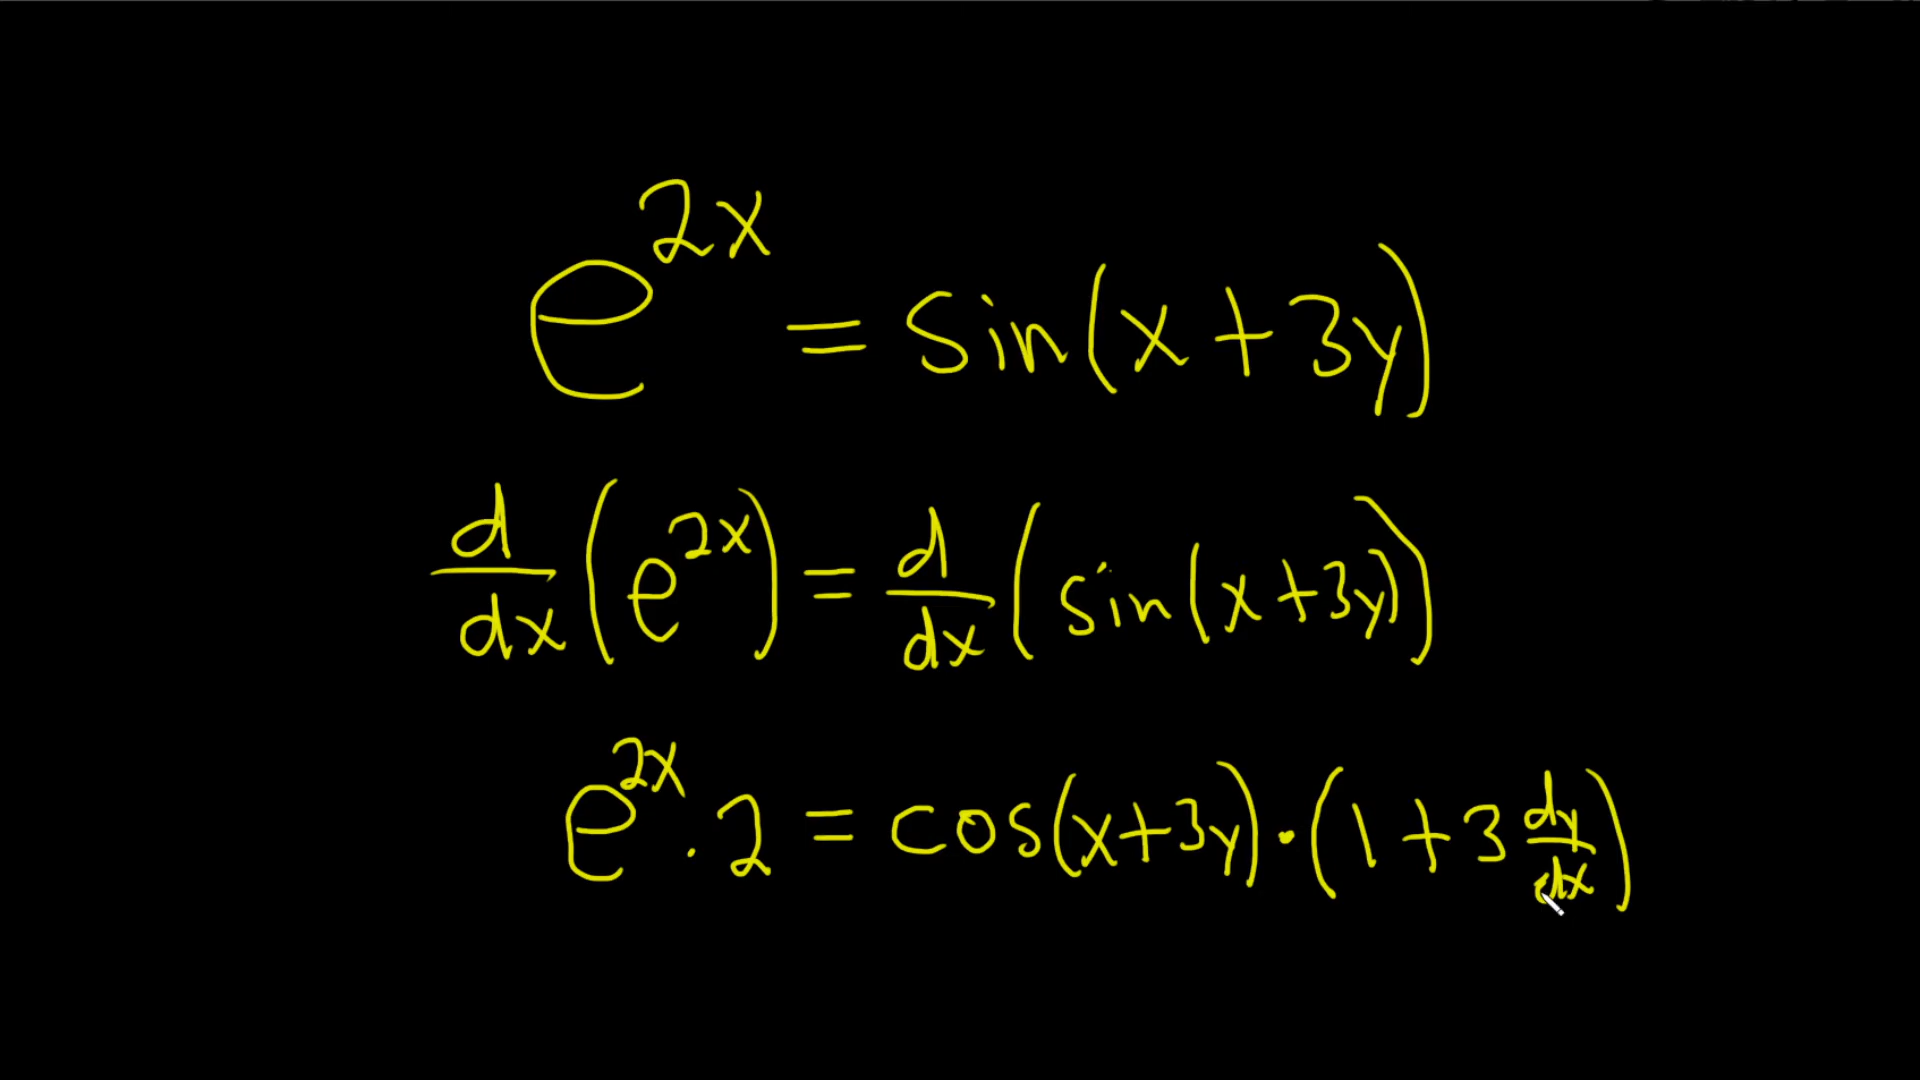 e^{2x} = sin(x+3y)
d/dx (e^{2x}) = d/dx (sin(x+3y))
e^{2x} · 2 = cos(x+3y) · (1 + 3 dy/dx)